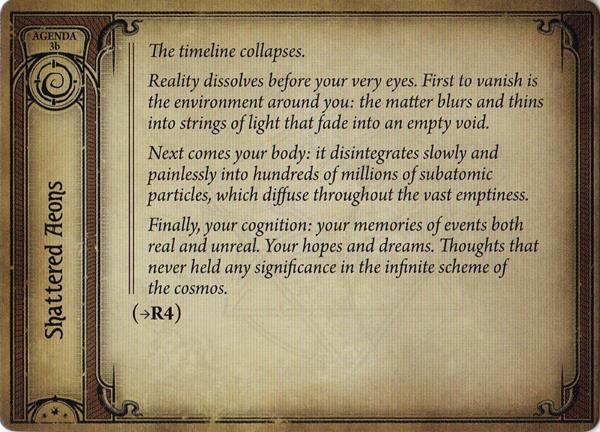 AGENDA
3b
Shattered Aeons
The timeline collapses.
Reality dissolves before your very eyes. First to vanish is
the environment around you: the matter blurs and thins
into strings of light that fade into an empty void.
Next comes your body: it disintegrates slowly and
painlessly into hundreds of millions of subatomic
particles, which diffuse throughout the vast emptiness.
Finally, your cognition: your memories of events both
real and unreal. Your hopes and dreams. Thoughts that
never held any significance in the infinite scheme of
the cosmos.
(→R4)